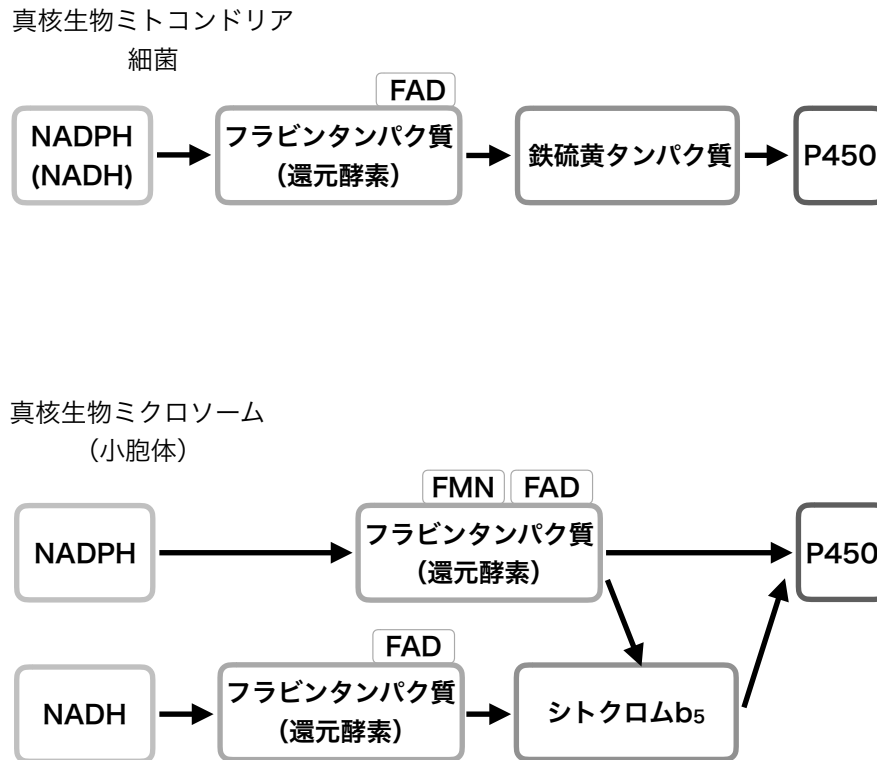 真核生物ミトコンドリア
細菌
FAD
NADPH
(NADH)
フラビンタンパク質
（還元酵素）
鉄硫黄タンパク質
P450
真核生物ミクロソーム
（小胞体）
FMN
FAD
NADPH
フラビンタンパク質
（還元酵素）
P450
FAD
NADH
フラビンタンパク質
（還元酵素）
シトクロムb₅